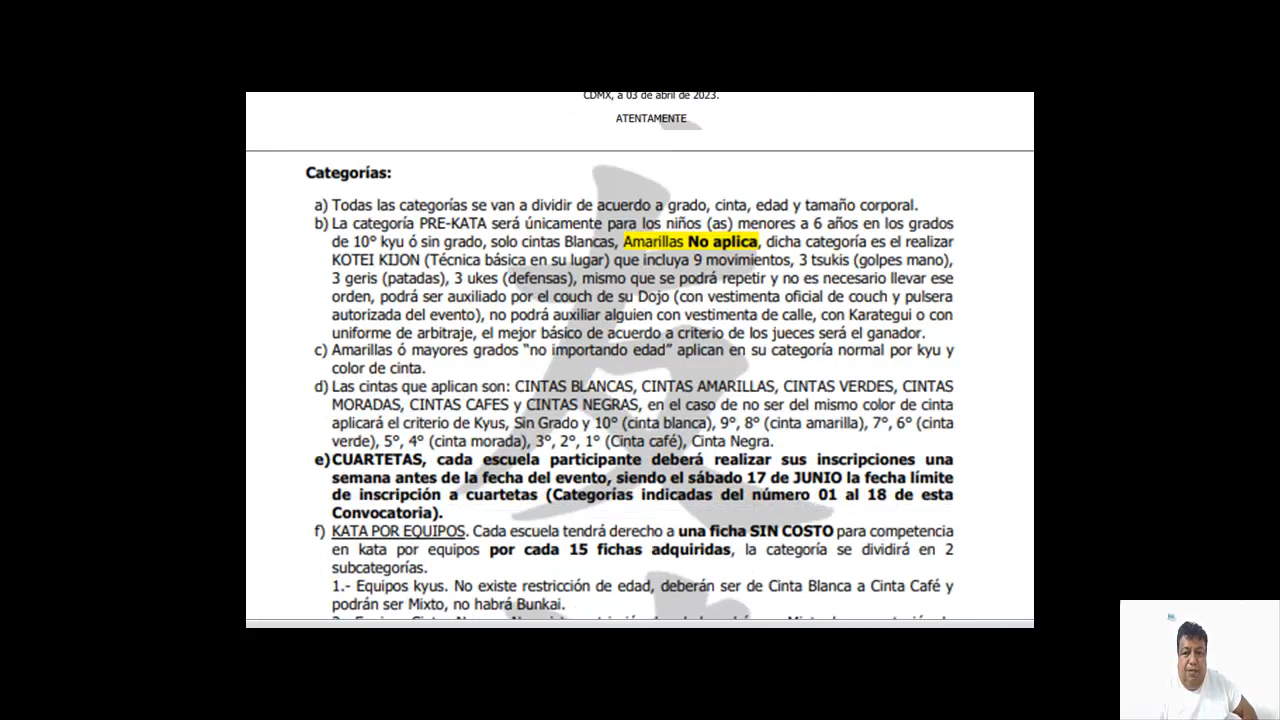 CDMX, a 03 de abril de 2023.
ATENTAMENTE
Categorías:
a) Todas las categorías se van a dividir de acuerdo a grado, cinta, edad y tamaño corporal.
b) La categoría PRE-KATA será únicamente para los niños (as) menores a 6 años en los grados
de 10° kyu ó sin grado, solo cintas Blancas, Amarillas No aplica, dicha categoría es el realizar
KOTEI KIJON (Técnica básica en su lugar) que incluya 9 movimientos, 3 tsukis (golpes mano),
3 geris (patadas), 3 ukes (defensas), mismo que se podrá repetir y no es necesario llevar ese
orden, podrá ser auxiliado por el couch de su Dojo (con vestimenta oficial de couch y pulsera
autorizada del evento), no podrá auxiliar alguien con vestimenta de calle, con Karategui o con
uniforme de arbitraje, el mejor básico de acuerdo a criterio de los jueces será el ganador.
c) Amarillas ó mayores grados “no importando edad” aplican en su categoría normal por kyu y
color de cinta.
d) Las cintas que aplican son: CINTAS BLANCAS, CINTAS AMARILLAS, CINTAS VERDES, CINTAS
MORADAS, CINTAS CAFES y CINTAS NEGRAS, en el caso de no ser del mismo color de cinta
aplicará el criterio de Kyus, Sin Grado y 10° (cinta blanca), 9°, 8° (cinta amarilla), 7°, 6° (cinta
verde), 5°, 4° (cinta morada), 3°, 2°, 1° (Cinta café), Cinta Negra.
e) CUARTETAS, cada escuela participante deberá realizar sus inscripciones una
semana antes de la fecha del evento, siendo el sábado 17 de JUNIO la fecha límite
de inscripción a cuartetas (Categorías indicadas del número 01 al 18 de esta
Convocatoria).
f) KATA POR EQUIPOS. Cada escuela tendrá derecho a una ficha SIN COSTO para competencia
en kata por equipos por cada 15 fichas adquiridas, la categoría se dividirá en 2
subcategorías.
1.- Equipos kyus. No existe restricción de edad, deberán ser de Cinta Blanca a Cinta Café y
podrán ser Mixto, no habrá Bunkai.